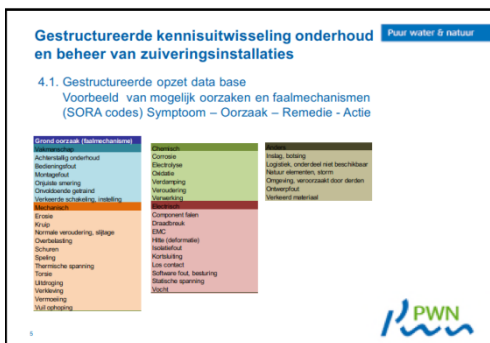 Gestructureerde kennisuitwisseling onderhoud
en beheer van zuiveringsinstallaties
Puur water & natuur
4.1. Gestructureerde opzet data base
Voorbeeld van mogelijk oorzaken en faalmechanismen
(SORA codes) Symptoom – Oorzaak – Remedie - Actie
Grond oorzaak (faalmechanisme)
Vakmanschap
Achterstallig onderhoud
Bedieningsfout
Montagefout
Onjuiste smering
Onvoldoende getraind
Verkeerde schakeling, instelling
Mechanisch
Erosie
Kruip
Normale veroudering, slijtage
Overbelasting
Schuren
Speling
Thermische spanning
Torsie
Uitdroging
Verkleving
Vermoeing
Vuil ophoping
Chemisch
Corrosie
Electrolyse
Oxidatie
Verdamping
Veroudering
Verwerking
Electrisch
Component falen
Draadbreuk
EMC
Hitte (deformatie)
Isolatiefout
Kortsluiting
Los contact
Software fout, besturing
Statische spanning
Vocht
Andere
Inslag, botsing
Logistiek, onderdeel niet beschikbaar
Natuur elementen, storm
Omgeving, veroorzaakt door derden
Ontwerpfout
Verkeerd materiaal
5
PWN